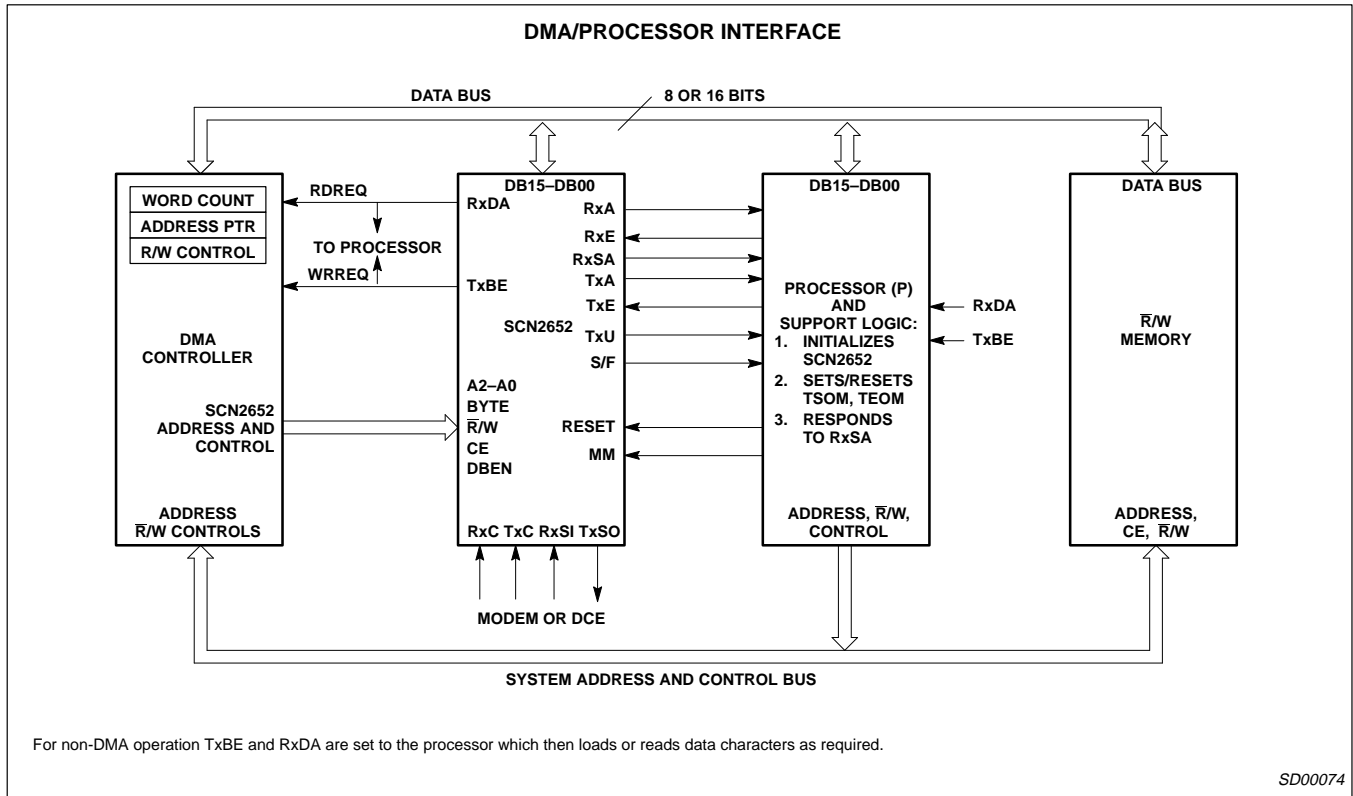 DMA/PROCESSOR INTERFACE
DATA BUS
8 OR 16 BITS
WORD COUNT
ADDRESS PTR
R/W CONTROL
DMA
CONTROLLER
SCN2652
ADDRESS AND
CONTROL
ADDRESS
R̅/W CONTROLS
RDREQ
TO PROCESSOR
WRREQ
DB15–DB00
RxDA
TxBE
SCN2652
A2–A0
BYTE
R̅/W
CE
DBEN
RxA
RxE
RxSA
TxA
TxE
TxU
S/F
RESET
MM
RxC TxC RxSI TxSO
MODEM OR DCE
DB15–DB00
PROCESSOR (P)
AND
SUPPORT LOGIC:
1. INITIALIZES
SCN2652
2. SETS/RESETS
TSOM, TEOM
3. RESPONDS
TO RxSA
ADDRESS, R̅/W,
CONTROL
RxDA
TxBE
DATA BUS
R̅/W
MEMORY
ADDRESS,
CE, R̅/W
SYSTEM ADDRESS AND CONTROL BUS
For non-DMA operation TxBE and RxDA are set to the processor which then loads or reads data characters as required.
SD00074